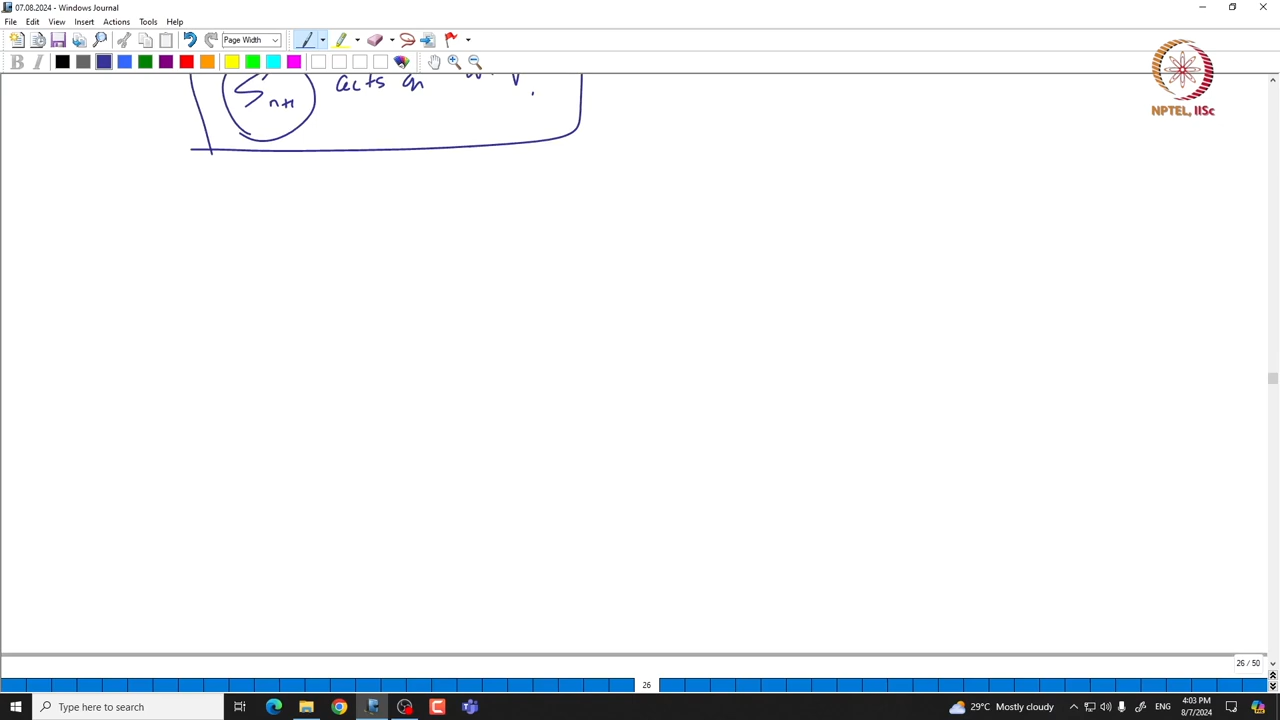 07.08.2024 - Windows Journal
File Edit View Insert Actions Tools Help
Page Width
B I
S n+1 acts on
NPTEL, IISc
26 / 50
26
Type here to search
29°C Mostly cloudy
ENG
4:03 PM
8/7/2024